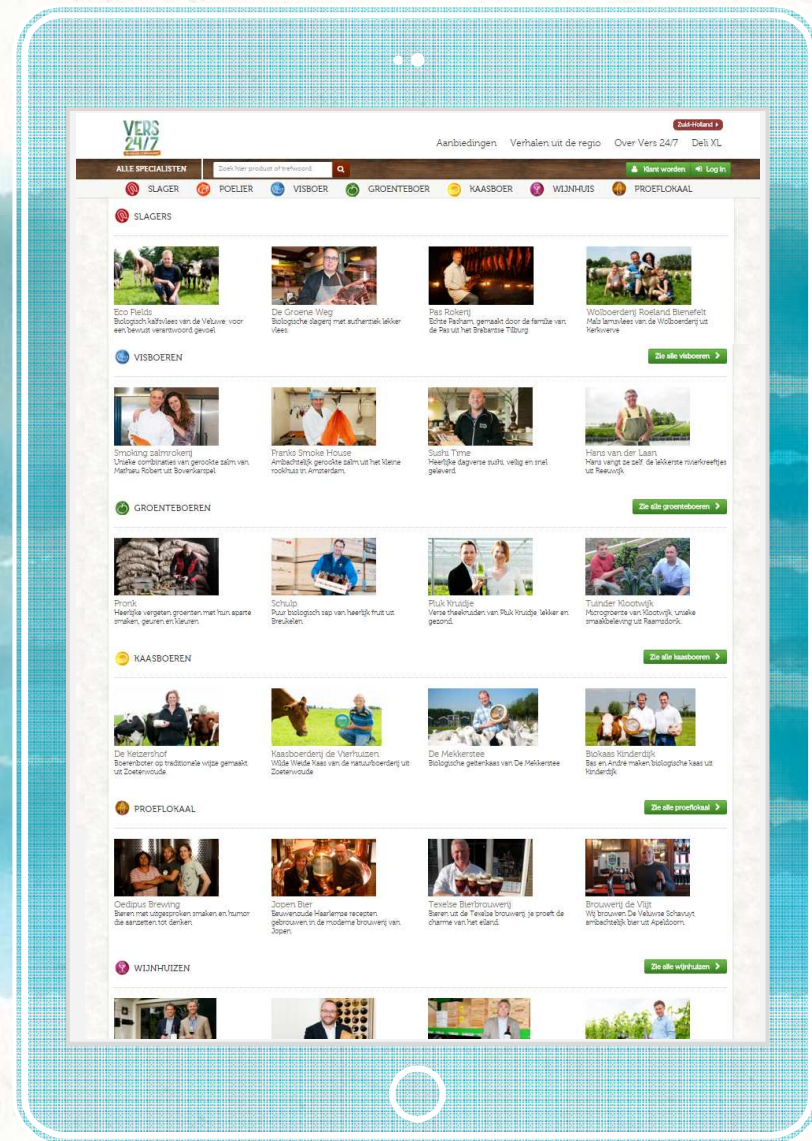 VERS
24/7
Zuid-Holland
Aanbiedingen Verhalen uit de regio Over Vers 24/7 Deli XL
ALLE SPECIALISTEN Zoek hier product of trefwoord Klant worden Log in
SLAGER POELIER VISBOER GROENTEBOER KAASBOER WIJNHUIS PROEFLOKAAL
SLAGERS
Eco Fields De Groene Weg Pas Rokerij Wolboerderij Roeland Bienefelt
Biologisch kalfsvlees van de Veluwe, voor Biologische slagerij met authentiek lekker Echte Pasham, gemaakt door de familie van Mals lamsvlees van de Wolboerderij uit
een bewust verantwoord gevoel. vlees. de Pas uit het Brabantse Tilburg Kerkwerve
VISBOEREN Zie alle visboeren
Smoking zalmrokerij Franks Smoke House Sushi Time Hans van der Laan
Unieke combinaties van gerookte zalm van Ambachtelijk gerookte zalm uit het kleine Heerlijke dagverse sushi, veilig en snel Hans vangt ze zelf, de lekkerste rivierkreeftjes
Mathieu Robert uit Bovenkarspel. rookhuis in Amsterdam. geleverd. uit Reeuwijk.
GROENTEBOEREN Zie alle groenteboeren
Pronk Schulp Pluk Kruidje Tuinder Klootwijk
Heerlijke vergeten groenten met hun aparte Puur biologisch sap van heerlijk fruit uit Verse theekruiden van Pluk Kruidje, lekker en Microgroente van Klootwijk, unieke
smaken, geuren en kleuren. Breukelen. gezond. smaakbeleving uit Raamsdonk.
KAASBOEREN Zie alle kaasboeren
De Keizershof Kaasboerderij de Vierhuizen De Mekkerstee Biokaas Kinderdijk
Boerenboter op traditionele wijze gemaakt Wilde Weide Kaas van de natuurboerderij uit Biologische geitenkaas van De Mekkerstee Bas en André maken biologische kaas uit
uit Zoeterwoude. Zoeterwoude Kinderdijk
PROEFLOKAAL Zie alle proeflokaal
Oedipus Brewing Jopen Bier Texelse Bierbrouwerij Brouwerij de Vlijt
Bieren met uitgesproken smaken en humor Eeuwenoude Haarlemse recepten Bieren uit de Texelse brouwerij, je proeft de Wij brouwen De Veluwse Schavuyt,
die aanzetten tot denken. gebrouwen in de moderne brouwerij van charme van het eiland. ambachtelijk bier uit Apeldoorn.
Jopen.
WIJNHUIZEN Zie alle wijnhuizen